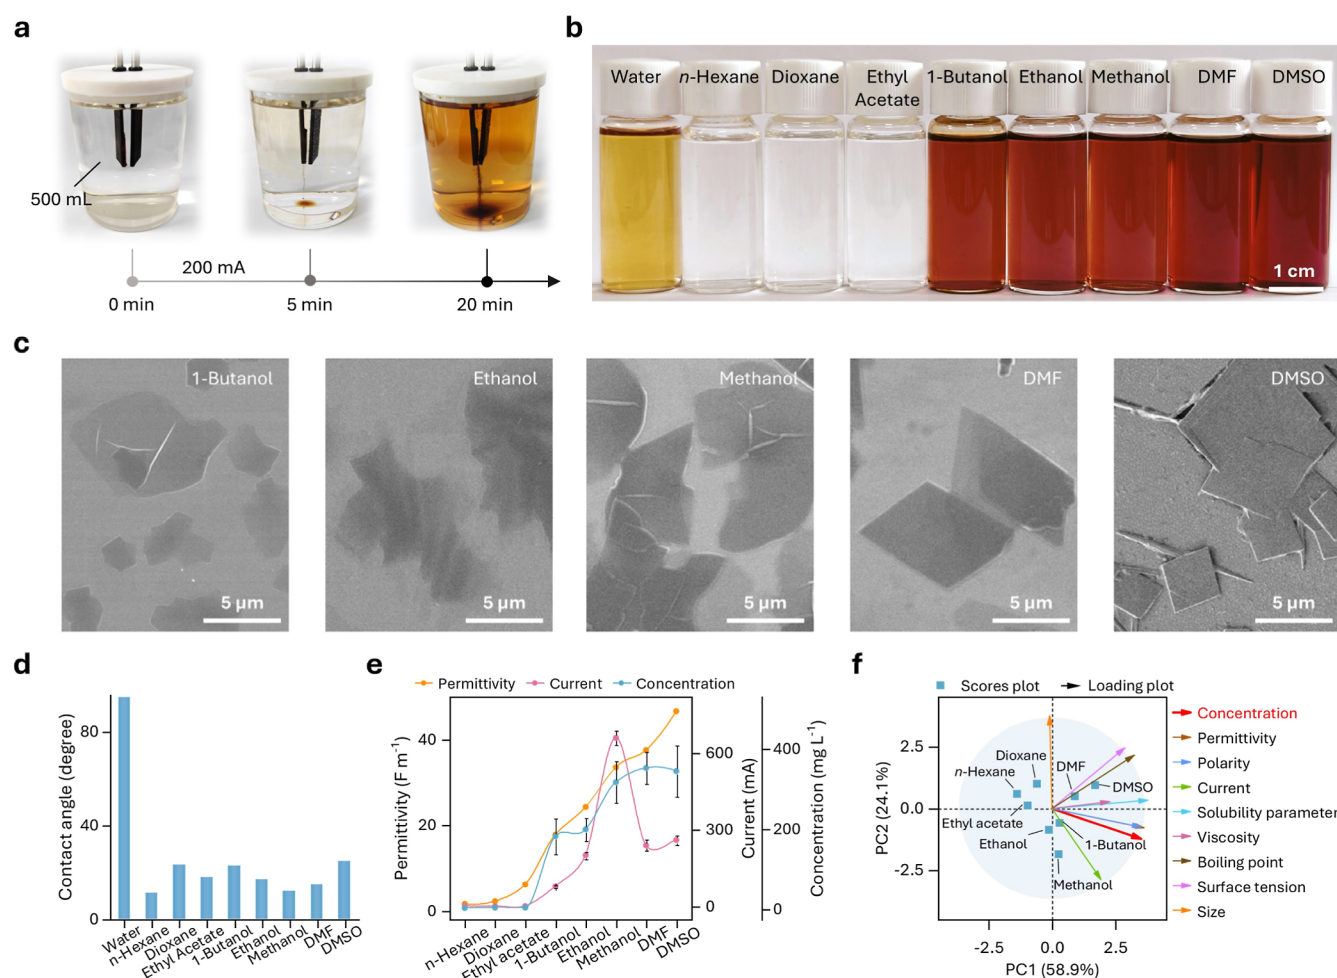 a
500 mL
200 mA
0 min
5 min
20 min
b
Water
n-Hexane
Dioxane
Ethyl
Acetate
1-Butanol
Ethanol
Methanol
DMF
DMSO
1 cm
c
1-Butanol
5 μm
Ethanol
5 μm
Methanol
5 μm
DMF
5 μm
DMSO
5 μm
d
Contact angle (degree)
80
40
0
Water
n-Hexane
Dioxane
Ethyl Acetate
1-Butanol
Ethanol
Methanol
DMF
DMSO
e
Permittivity
Current
Concentration
Permittivity (F m⁻¹)
40
20
0
Current (mA)
600
300
0
Concentration (mg L⁻¹)
400
200
0
n-Hexane
Dioxane
Ethyl acetate
1-Butanol
Ethanol
Methanol
DMF
DMSO
f
Scores plot
Loading plot
PC2 (24.1%)
2.5
0.0
-2.5
Dioxane
n-Hexane
DMF
DMSO
Ethyl acetate
Ethanol
1-Butanol
Methanol
-2.5
0.0
2.5
PC1 (58.9%)
Concentration
Permittivity
Polarity
Current
Solubility parameter
Viscosity
Boiling point
Surface tension
Size